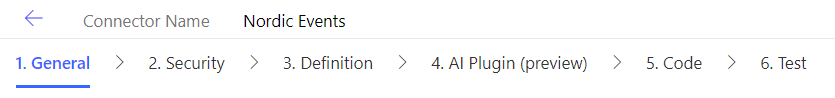 Connector Name Nordic Events
1. General 2. Security 3. Definition 4. AI Plugin (preview) 5. Code 6. Test